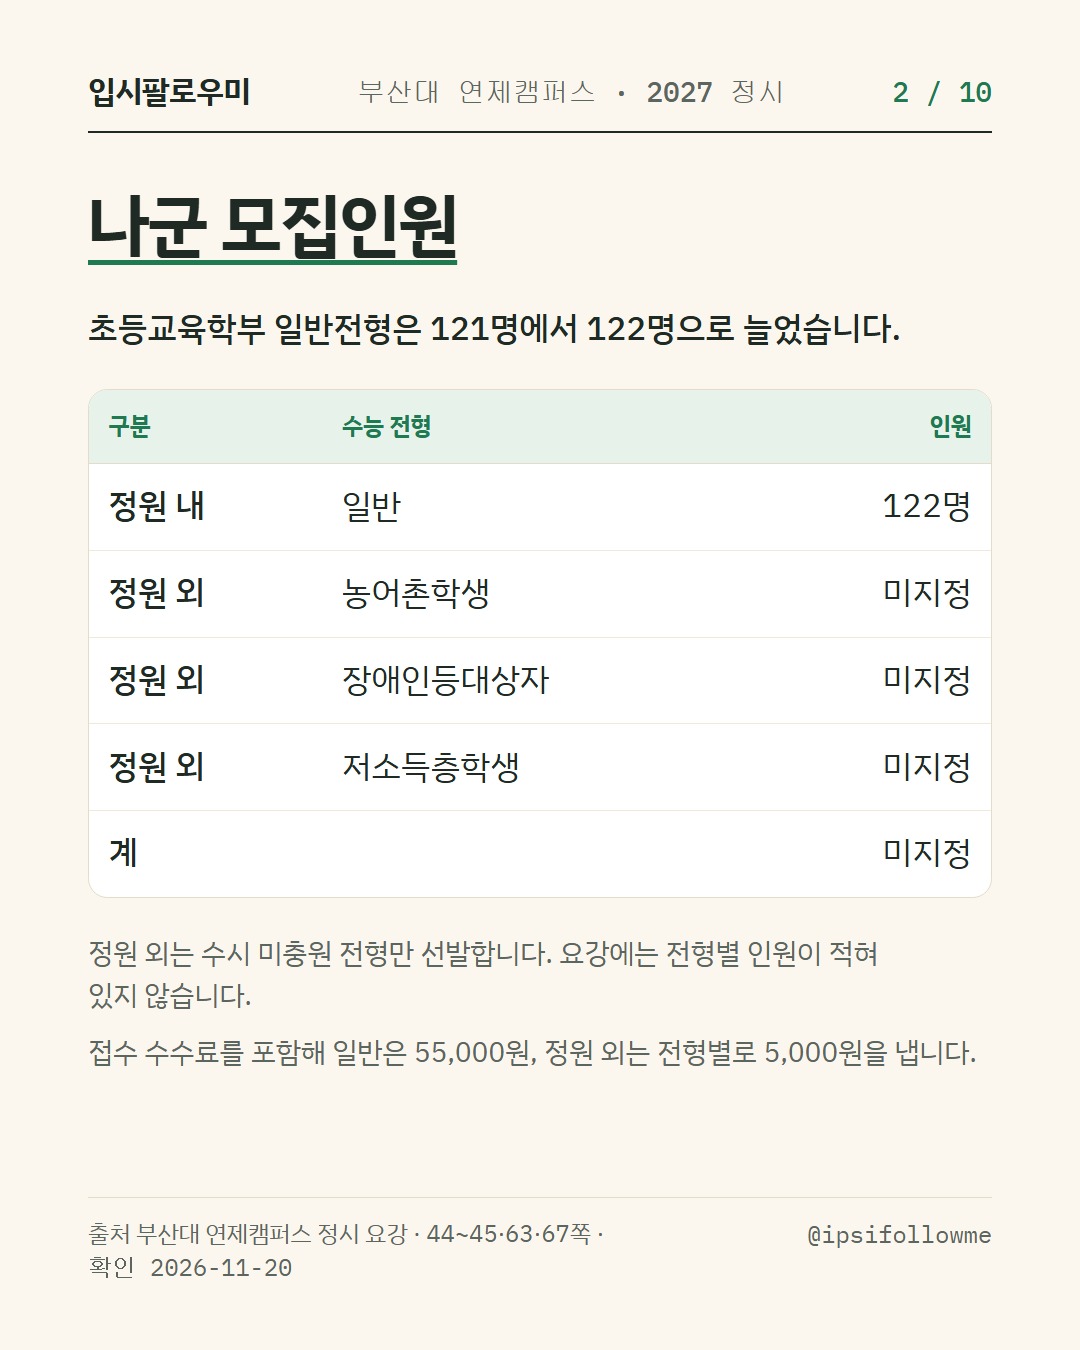 입시팔로우미
부산대 연제캠퍼스 · 2027 정시
2 / 10
나군 모집인원
초등교육학부 일반전형은 121명에서 122명으로 늘었습니다.
구분 수능 전형 인원
정원 내 일반 122명
정원 외 농어촌학생 미지정
정원 외 장애인등대상자 미지정
정원 외 저소득층학생 미지정
계 미지정
정원 외는 수시 미충원 전형만 선발합니다. 요강에는 전형별 인원이 적혀
있지 않습니다.
접수 수수료를 포함해 일반은 55,000원, 정원 외는 전형별로 5,000원을 냅니다.
출처 부산대 연제캠퍼스 정시 요강 · 44~45·63·67쪽 ·
확인 2026-11-20
@ipsifollowme